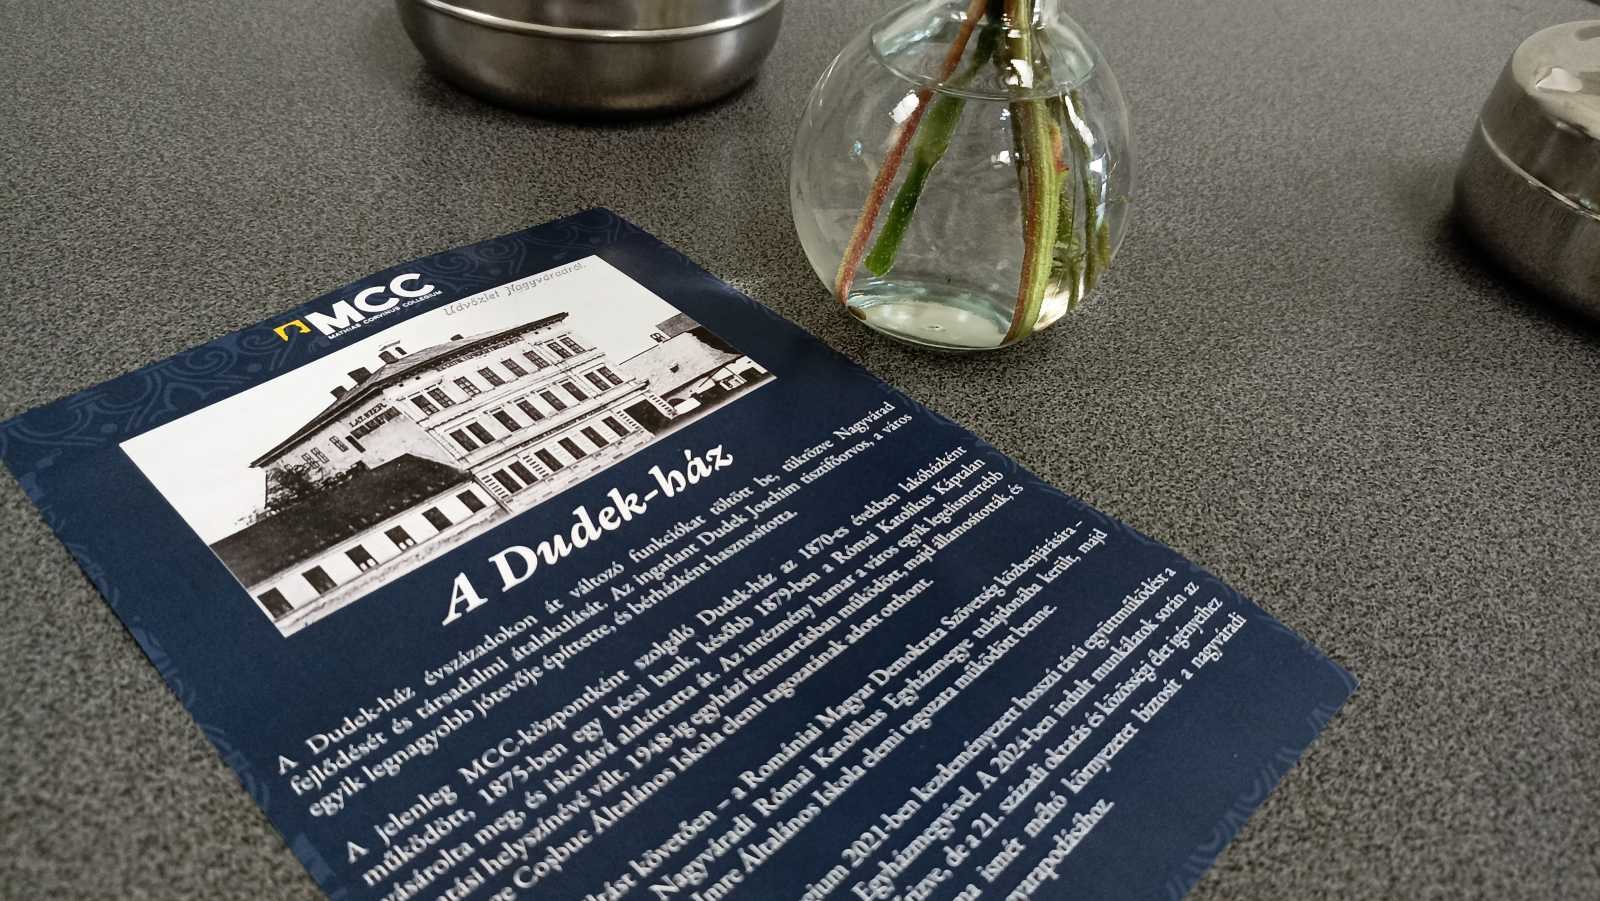 MCC
MATHIAS CORVINUS COLLEGIUM
Üdvözlet Nagyváradról.
A Dudek-ház
A Dudek-ház évszázadokon át változó funkciókat töltött be, tükrözve Nagyvárad
fejlődését és társadalmi átalakulását. Az ingatlant Dudek Joachim tisztifőorvos, a város
egyik legnagyobb jótevője építtette, és bérházként hasznosította.
A jelenleg MCC-központként szolgáló Dudek-ház az 1870-es években lakóházként
működött, 1875-ben egy bécsi bank, később 1879-ben a Római Katolikus Káptalan
vásárolta meg, és iskolává alakíttatta át. Az intézmény hamar a város egyik legelismertebb
helyszínévé vált. 1948-ig egyházi fenntartásban működött, majd államosították, és
Coșbuc Általános Iskola elemi tagozatának adott otthont.
követően – a Romániai Magyar Demokrata Szövetség közbenjárására –
Nagyváradi Római Katolikus Egyházmegye tulajdonába került, majd
Imre Általános Iskola elemi tagozata működött benne.
2021-ben kezdeményezett hosszú távú együttműködést a
Egyházmegyével. A 2024-ben indult munkálatok során az
de a 21. századi oktatás és közösségi élet igényeihez
ismét méltó környezetet biztosít a nagyváradi